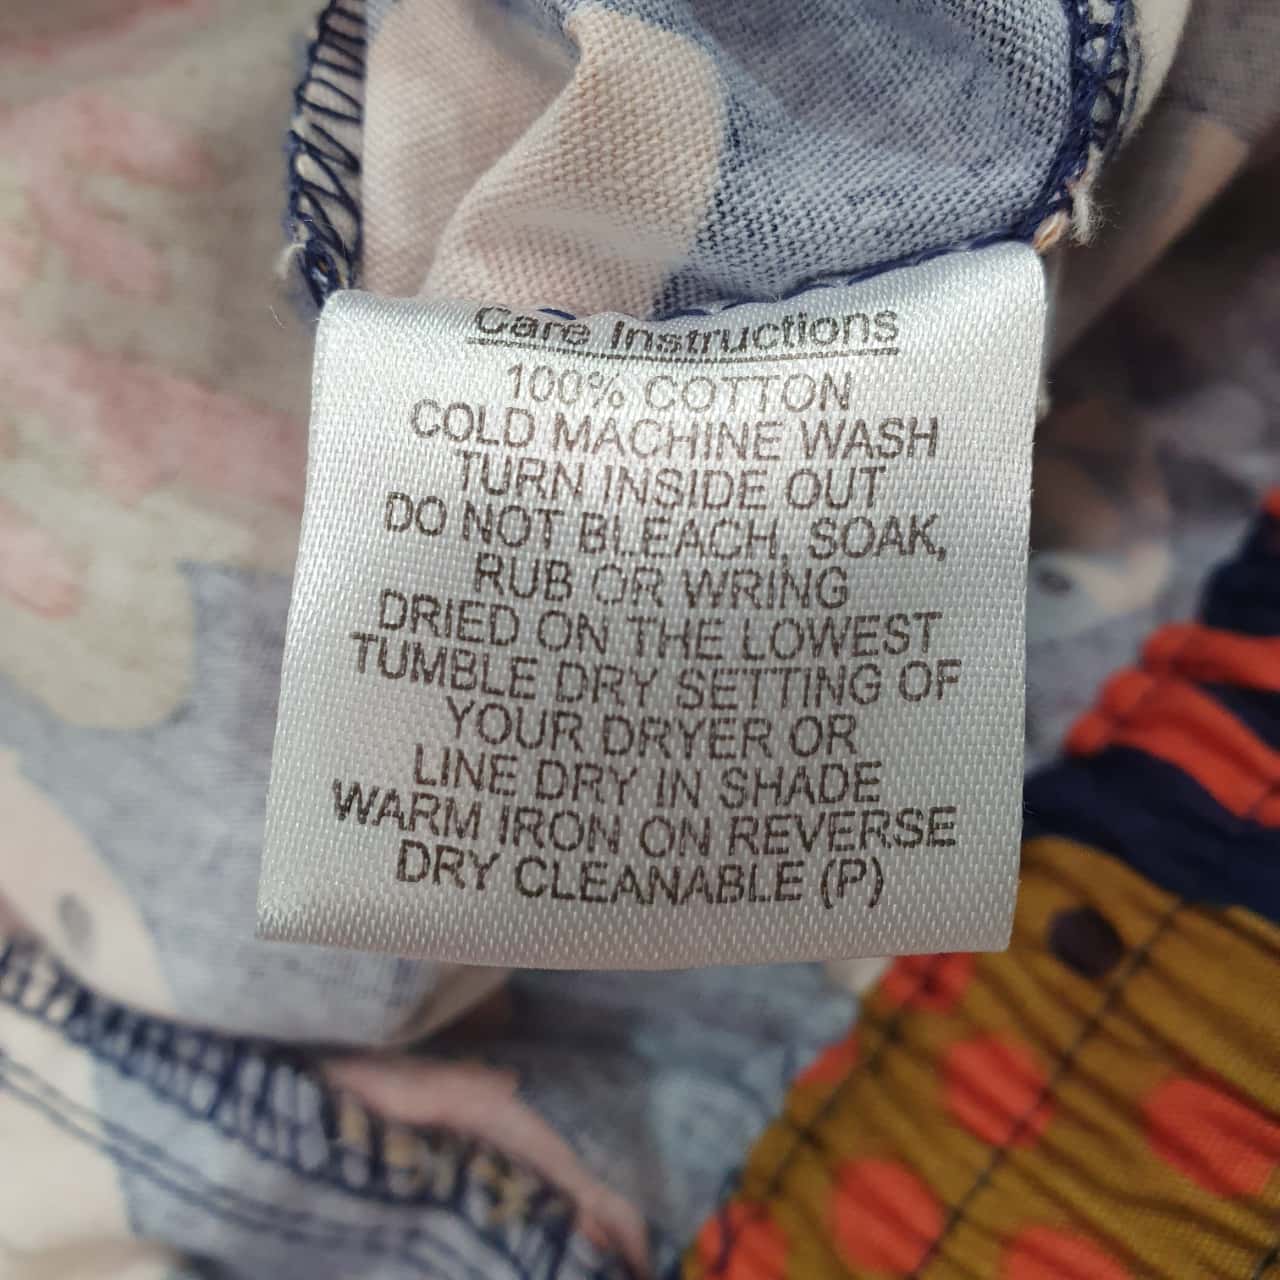 Care Instructions
100% COTTON
COLD MACHINE WASH
TURN INSIDE OUT
DO NOT BLEACH, SOAK,
RUB OR WRING
DRIED ON THE LOWEST
TUMBLE DRY SETTING OF
YOUR DRYER OR
LINE DRY IN SHADE
WARM IRON ON REVERSE
DRY CLEANABLE (P)